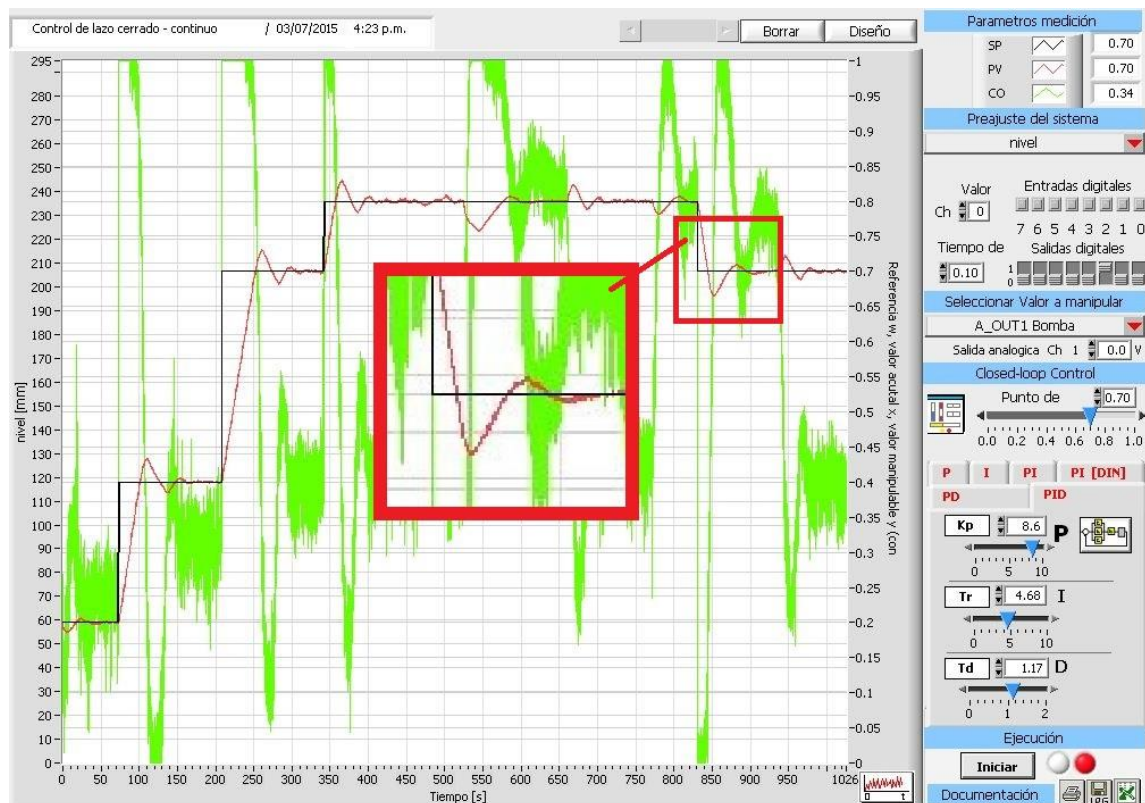 Control de lazo cerrado - continuo / 03/07/2015 4:23 p.m.
Borrar
Diseño
295
280
270
260
250
240
230
220
210
200
190
180
170
160
150
140
130
120
110
100
90
80
70
60
50
40
30
20
10
0
nivel [mm]
1
0.95
0.9
0.85
0.8
0.75
0.7
0.65
0.6
0.55
0.5
0.45
0.4
0.35
0.3
0.25
0.2
0.15
0.1
0.05
0
Referencia w, valor acutal x, valor manipulable y (con
0 50 100 150 200 250 300 350 400 450 500 550 600 650 700 750 800 850 950 1026
Tiempo [s]
0 t
Parametros medición
SP 0.70
PV 0.70
CO 0.34
Preajuste del sistema
nivel
Valor
Ch 0
Entradas digitales
7 6 5 4 3 2 1 0
Tiempo de
0.10
Salidas digitales
1
0
Seleccionar Valor a manipular
A_OUT1 Bomba
Salida analogica Ch 1 0.0 V
Closed-loop Control
Punto de 0.70
0.0 0.2 0.4 0.6 0.8 1.0
P I PI PI [DIN]
PD PID
Kp 8.6 P
0 5 10
Tr 4.68 I
0 5 10
Td 1.17 D
0 1 2
Ejecución
Iniciar
Documentación